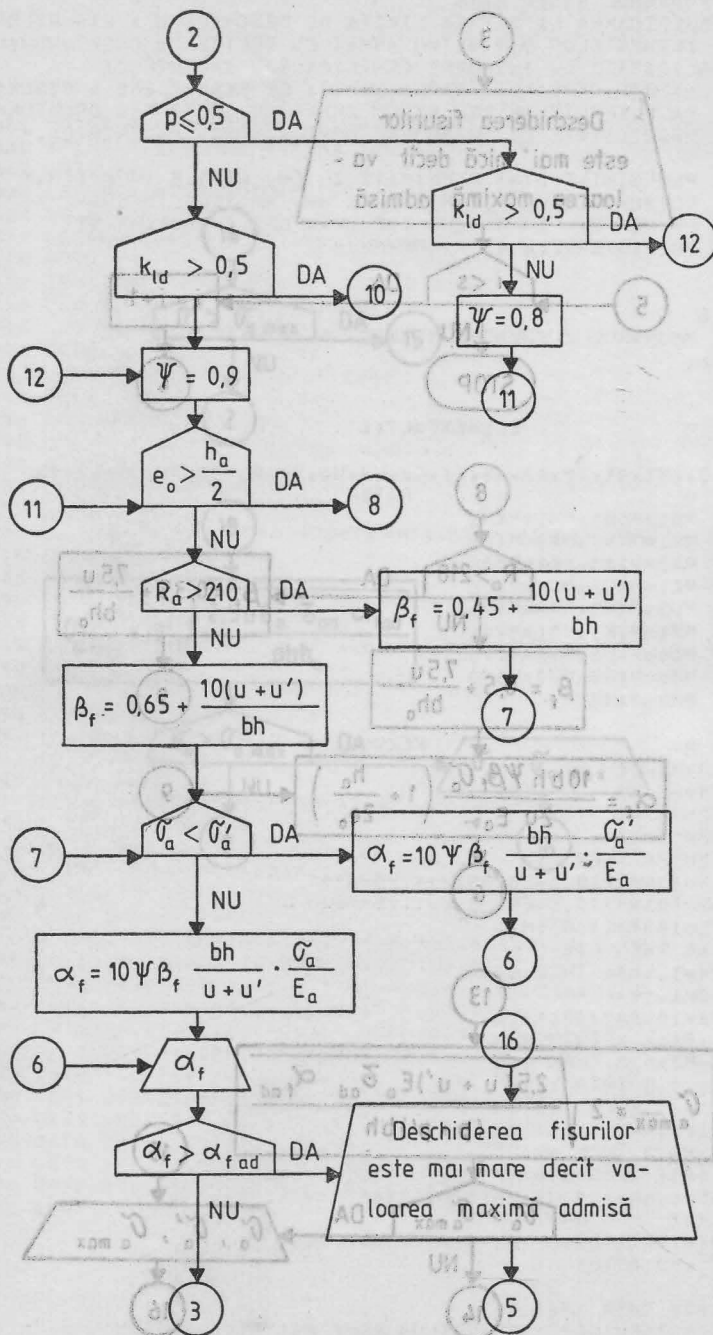 2
p ⩽ 0,5 DA
NU
k_ld > 0,5 DA
12
NU
k_ld > 0,5 DA
10
Ψ = 0,8
12
Ψ = 0,9
11
e_o > h_a/2 DA
11
8
NU
R_a > 210 DA
β_f = 0,45 + 10(u + u')/bh
NU
7
β_f = 0,65 + 10(u + u')/bh
7
σ_a < σ_a' DA
α_f = 10 Ψ β_f bh/(u + u') · σ_a'/E_a
NU
6
α_f = 10 Ψ β_f bh/(u + u') · σ_a/E_a
16
6
α_f
α_f > α_f ad DA
Deschiderea fisurilor
este mai mare decît va-
loarea maximă admisă
NU
3
5